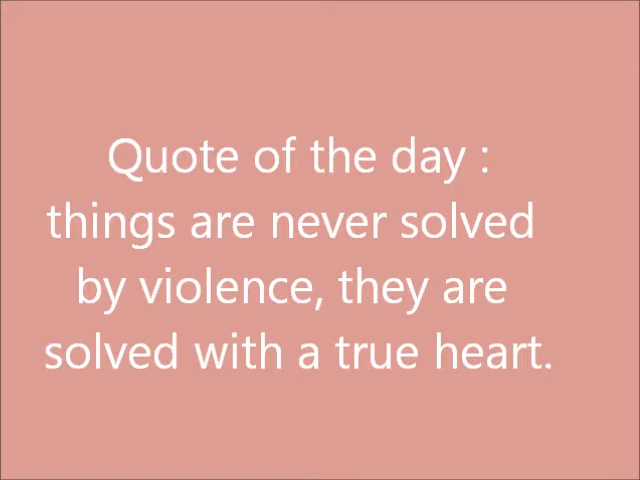 Quote of the day :
things are never solved
by violence, they are
solved with a true heart.